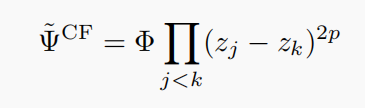 Ψ̃^CF = Φ ∏_{j<k} (z_j − z_k)^{2p}